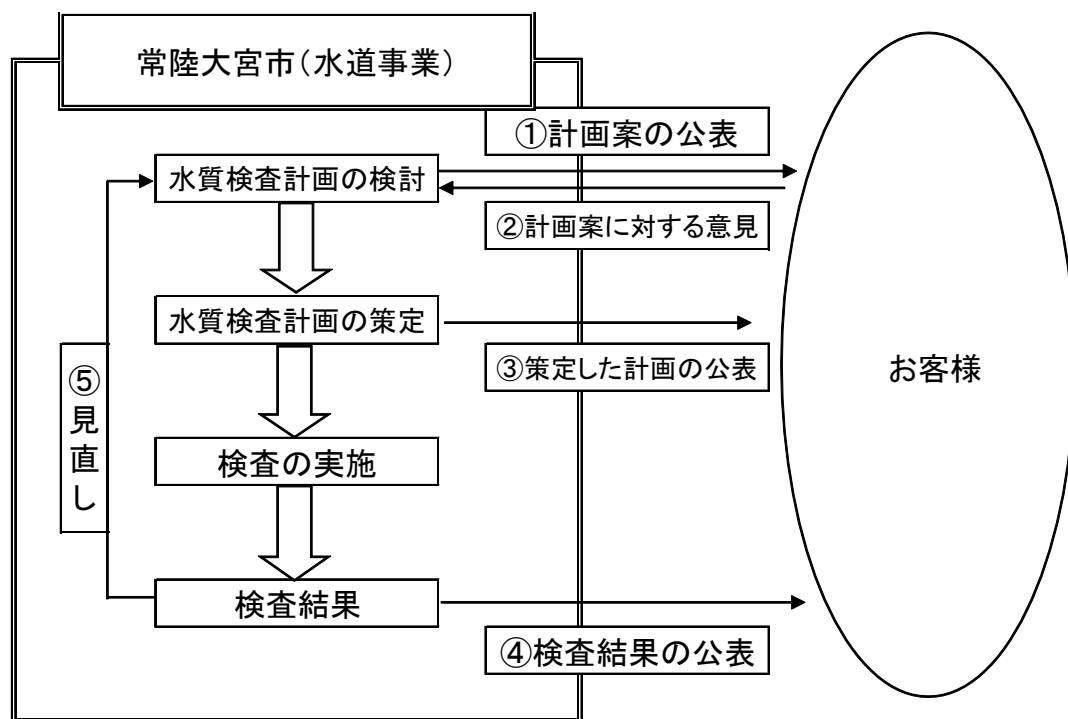 常陸大宮市（水道事業）
①計画案の公表
水質検査計画の検討
②計画案に対する意見
水質検査計画の策定
③策定した計画の公表
お客様
⑤見直し
検査の実施
検査結果
④検査結果の公表